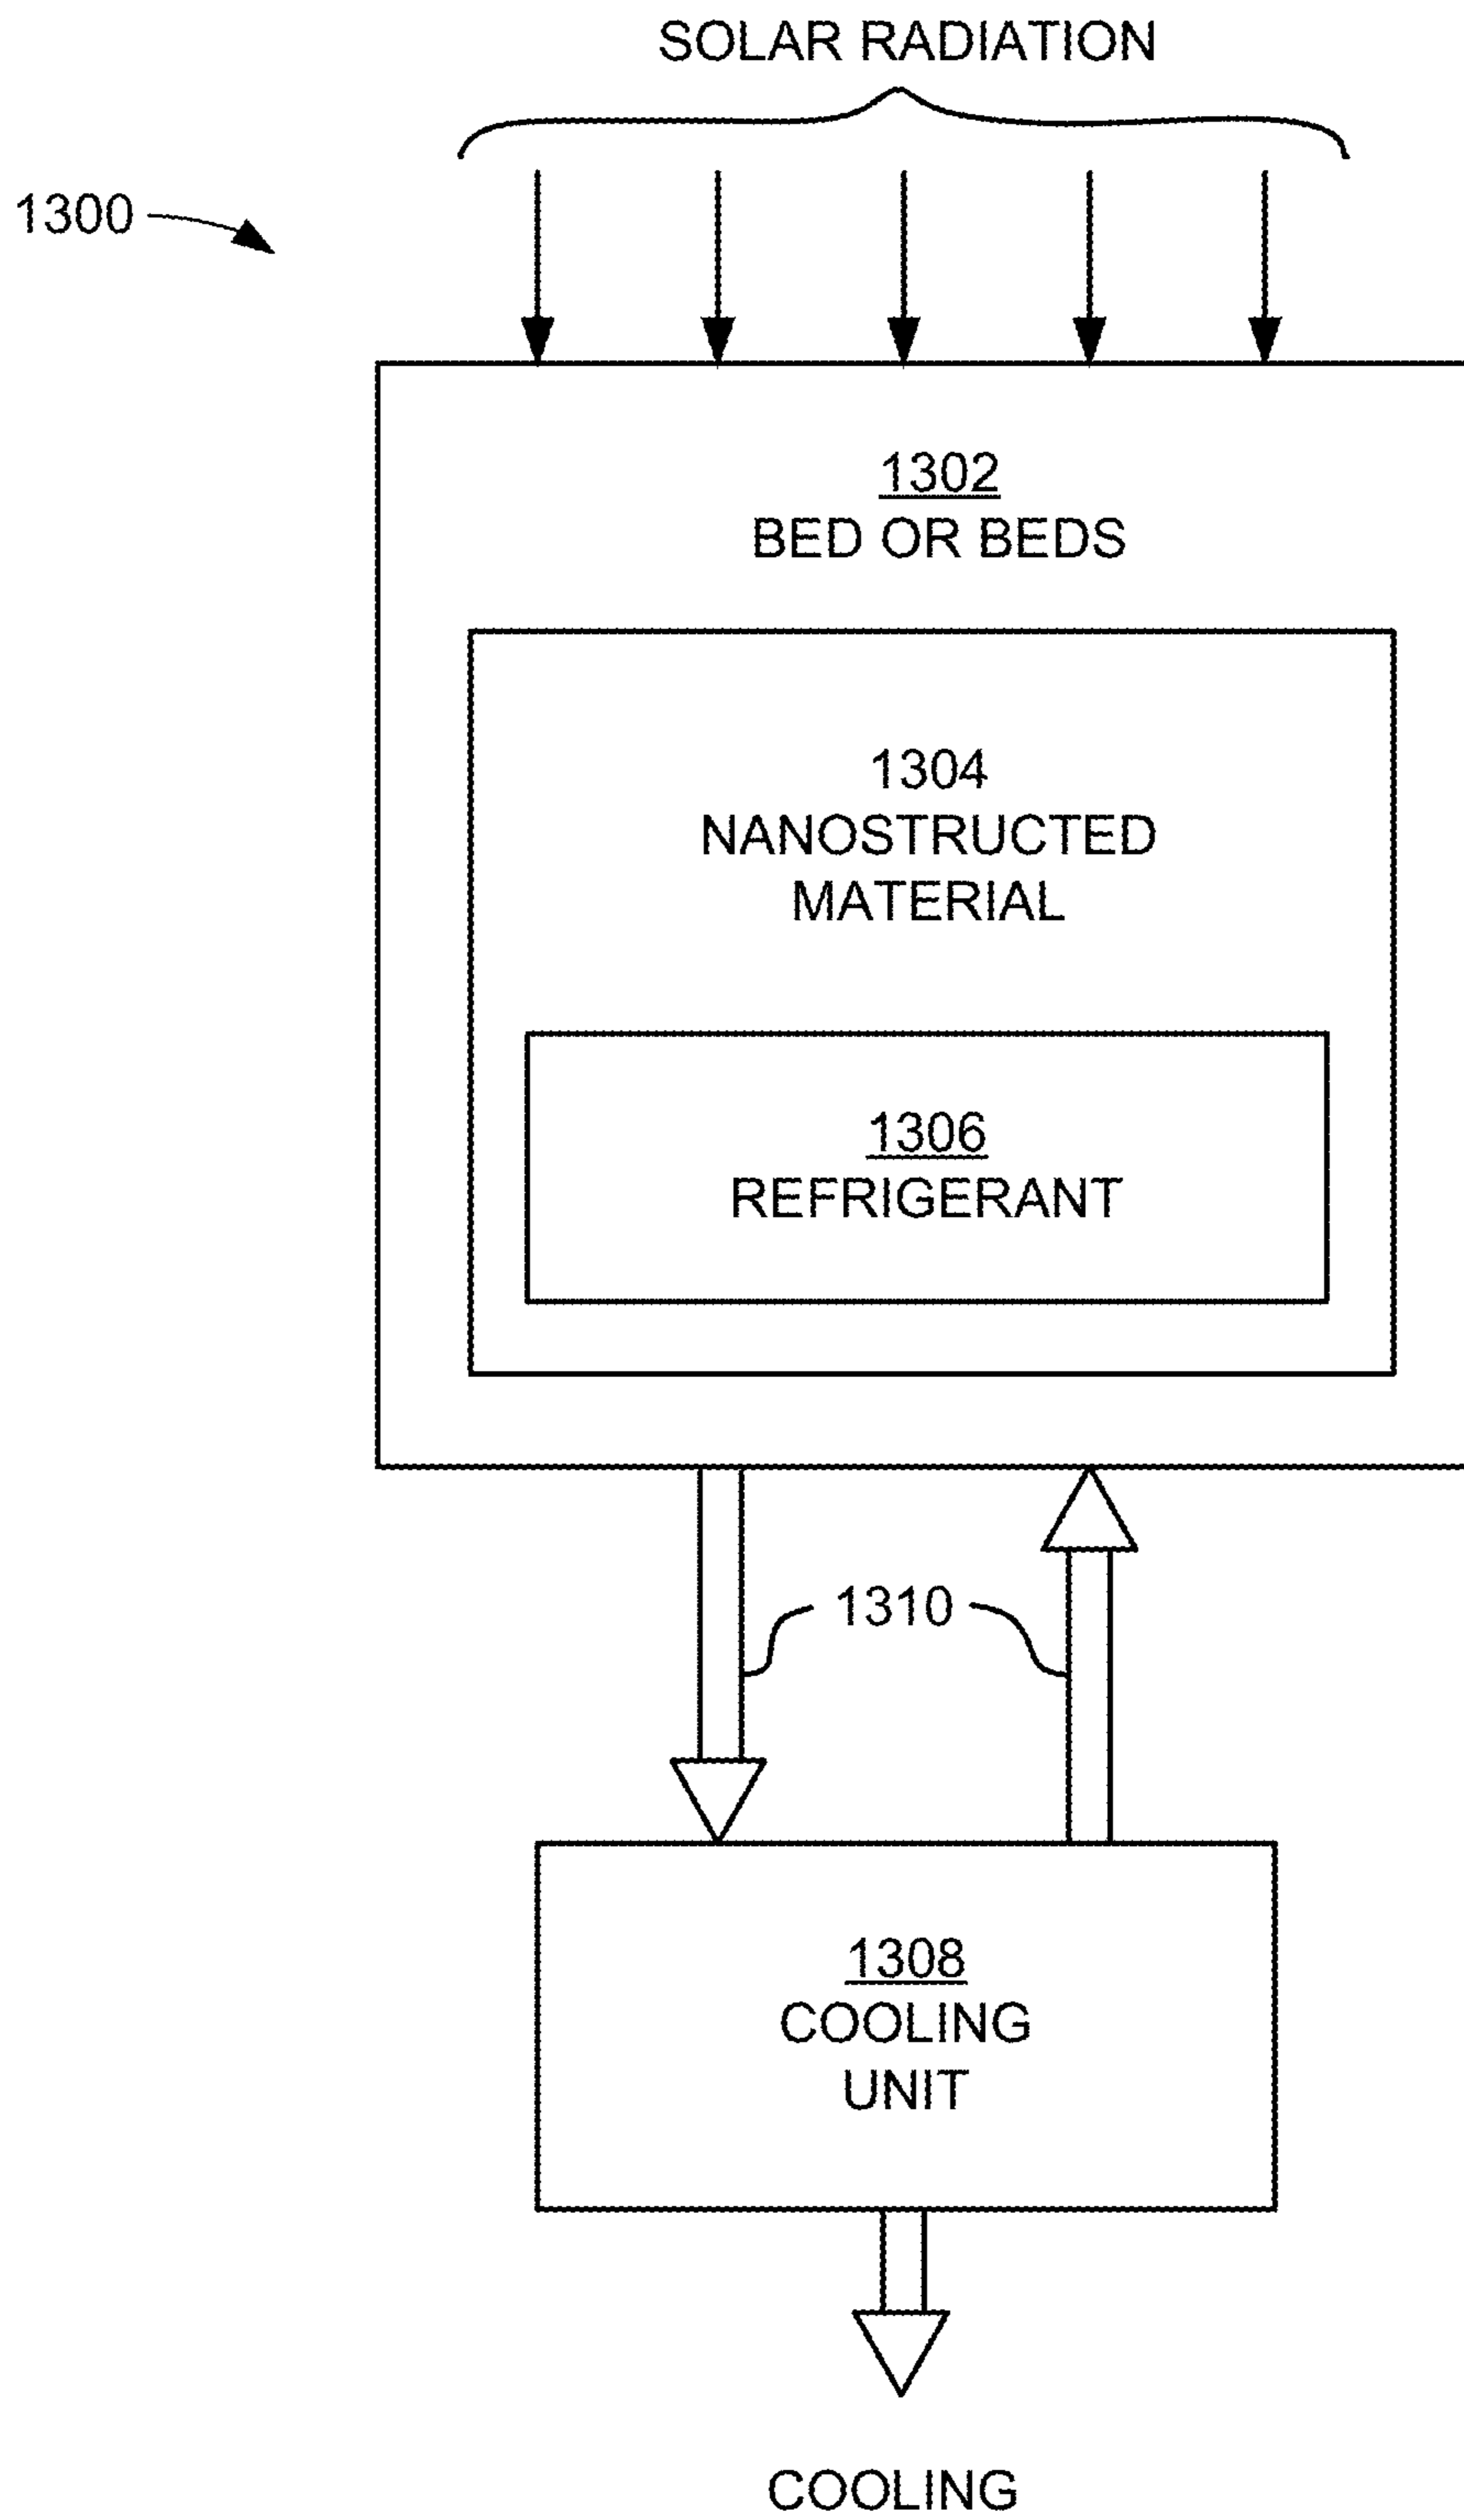 SOLAR RADIATION
1300
1302
BED OR BEDS
1304
NANOSTRUCTED
MATERIAL
1306
REFRIGERANT
1310
1308
COOLING
UNIT
COOLING